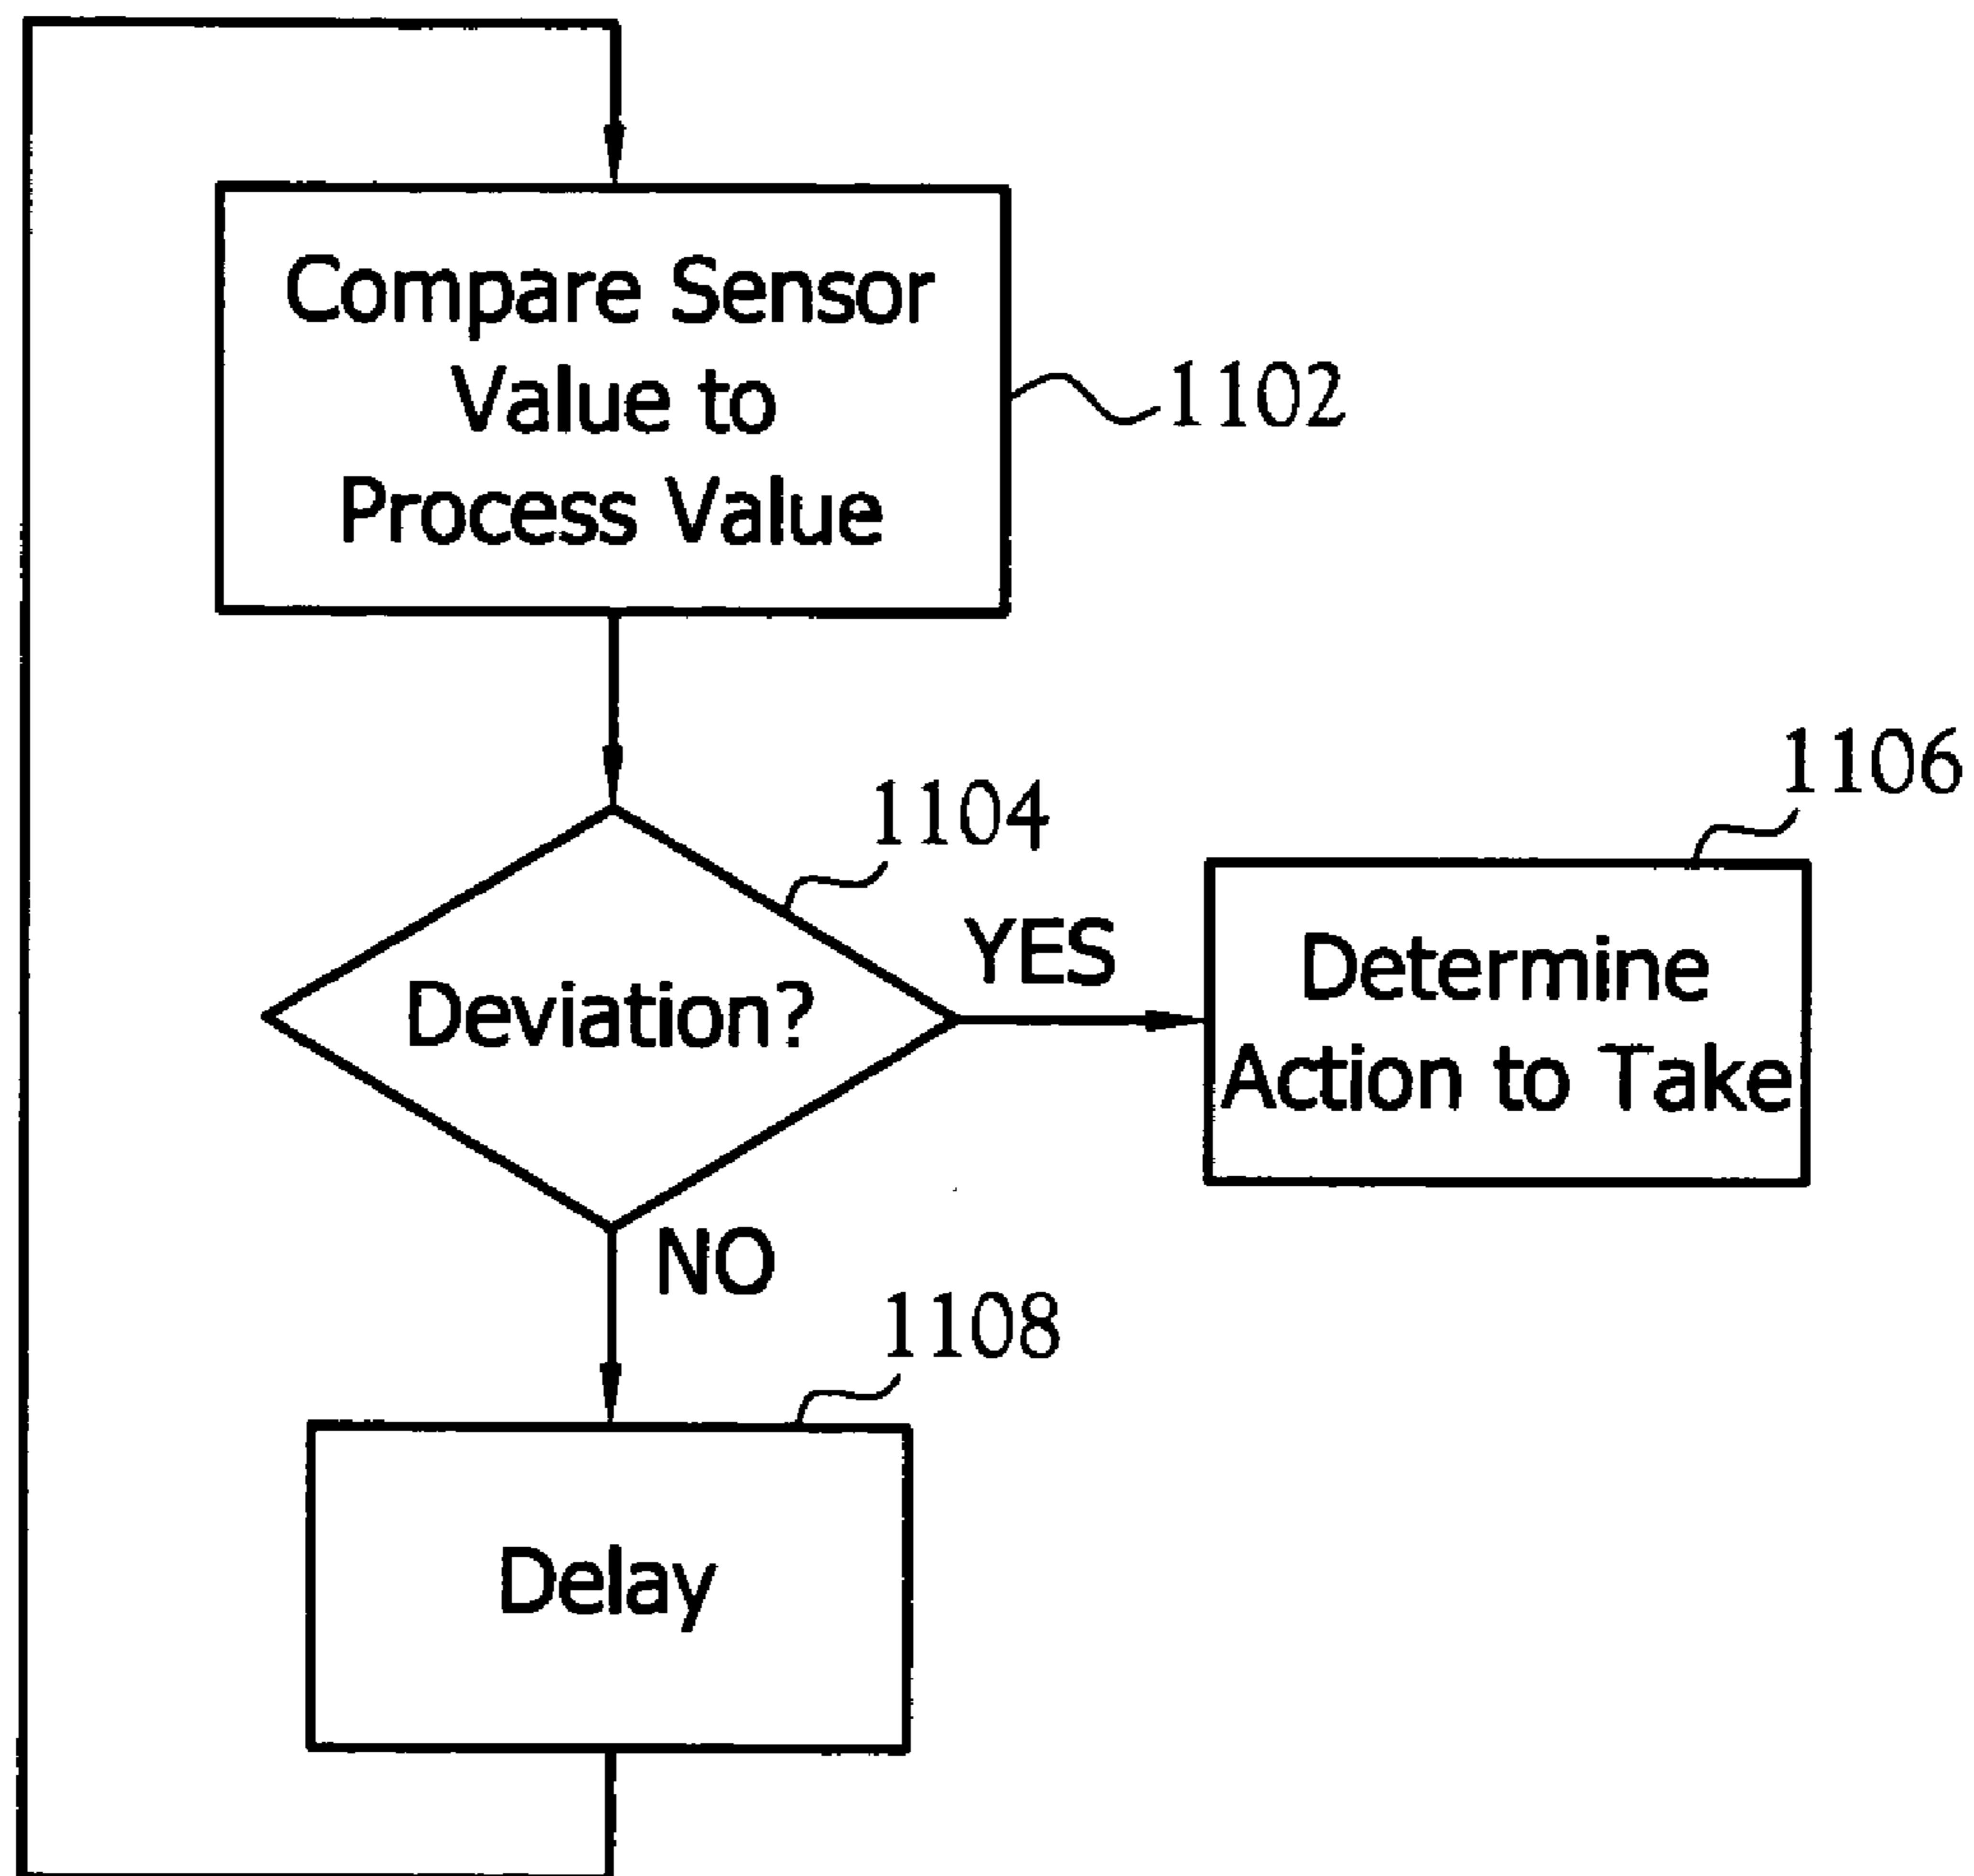 Compare Sensor
Value to
Process Value
1102
1104
Deviation?
YES
1106
Determine
Action to Take
NO
1108
Delay